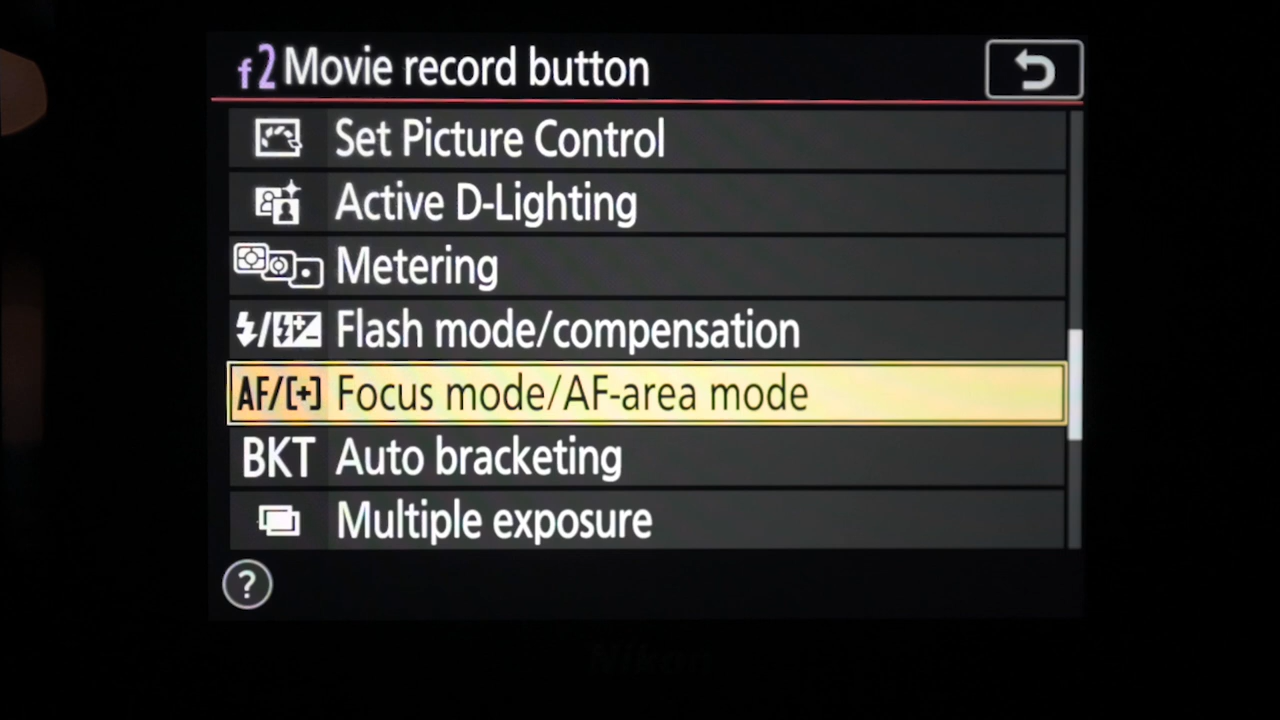 f2 Movie record button
Set Picture Control
Active D-Lighting
Metering
Flash mode/compensation
AF/[+] Focus mode/AF-area mode
BKT Auto bracketing
Multiple exposure
?
Nikon